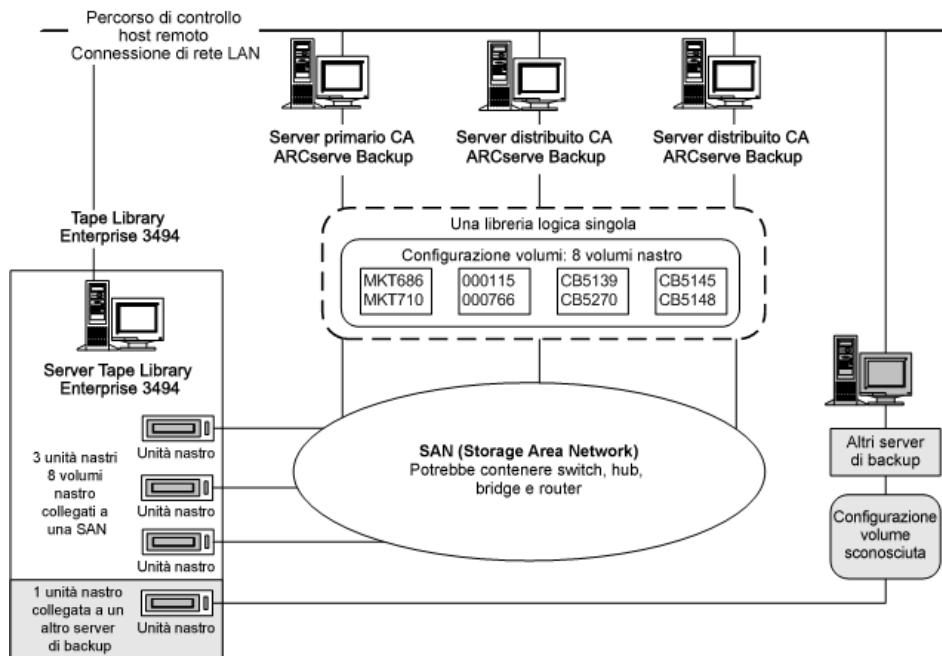 Percorso di controllo
host remoto
Connessione di rete LAN
Server primario CA
ARCserve Backup
Server distribuito CA
ARCserve Backup
Server distribuito CA
ARCserve Backup
Una libreria logica singola
Configurazione volumi: 8 volumi nastro
MKT686
MKT710
000115
000766
CB5139
CB5270
CB5145
CB5148
Tape Library
Enterprise 3494
Server Tape Library
Enterprise 3494
3 unità nastri
8 volumi
nastro
collegati a
una SAN
Unità nastro
Unità nastro
Unità nastro
1 unità nastro
collegata a un
altro server
di backup
Unità nastro
SAN (Storage Area Network)
Potrebbe contenere switch, hub,
bridge e router
Altri server
di backup
Configurazione
volume
sconosciuta